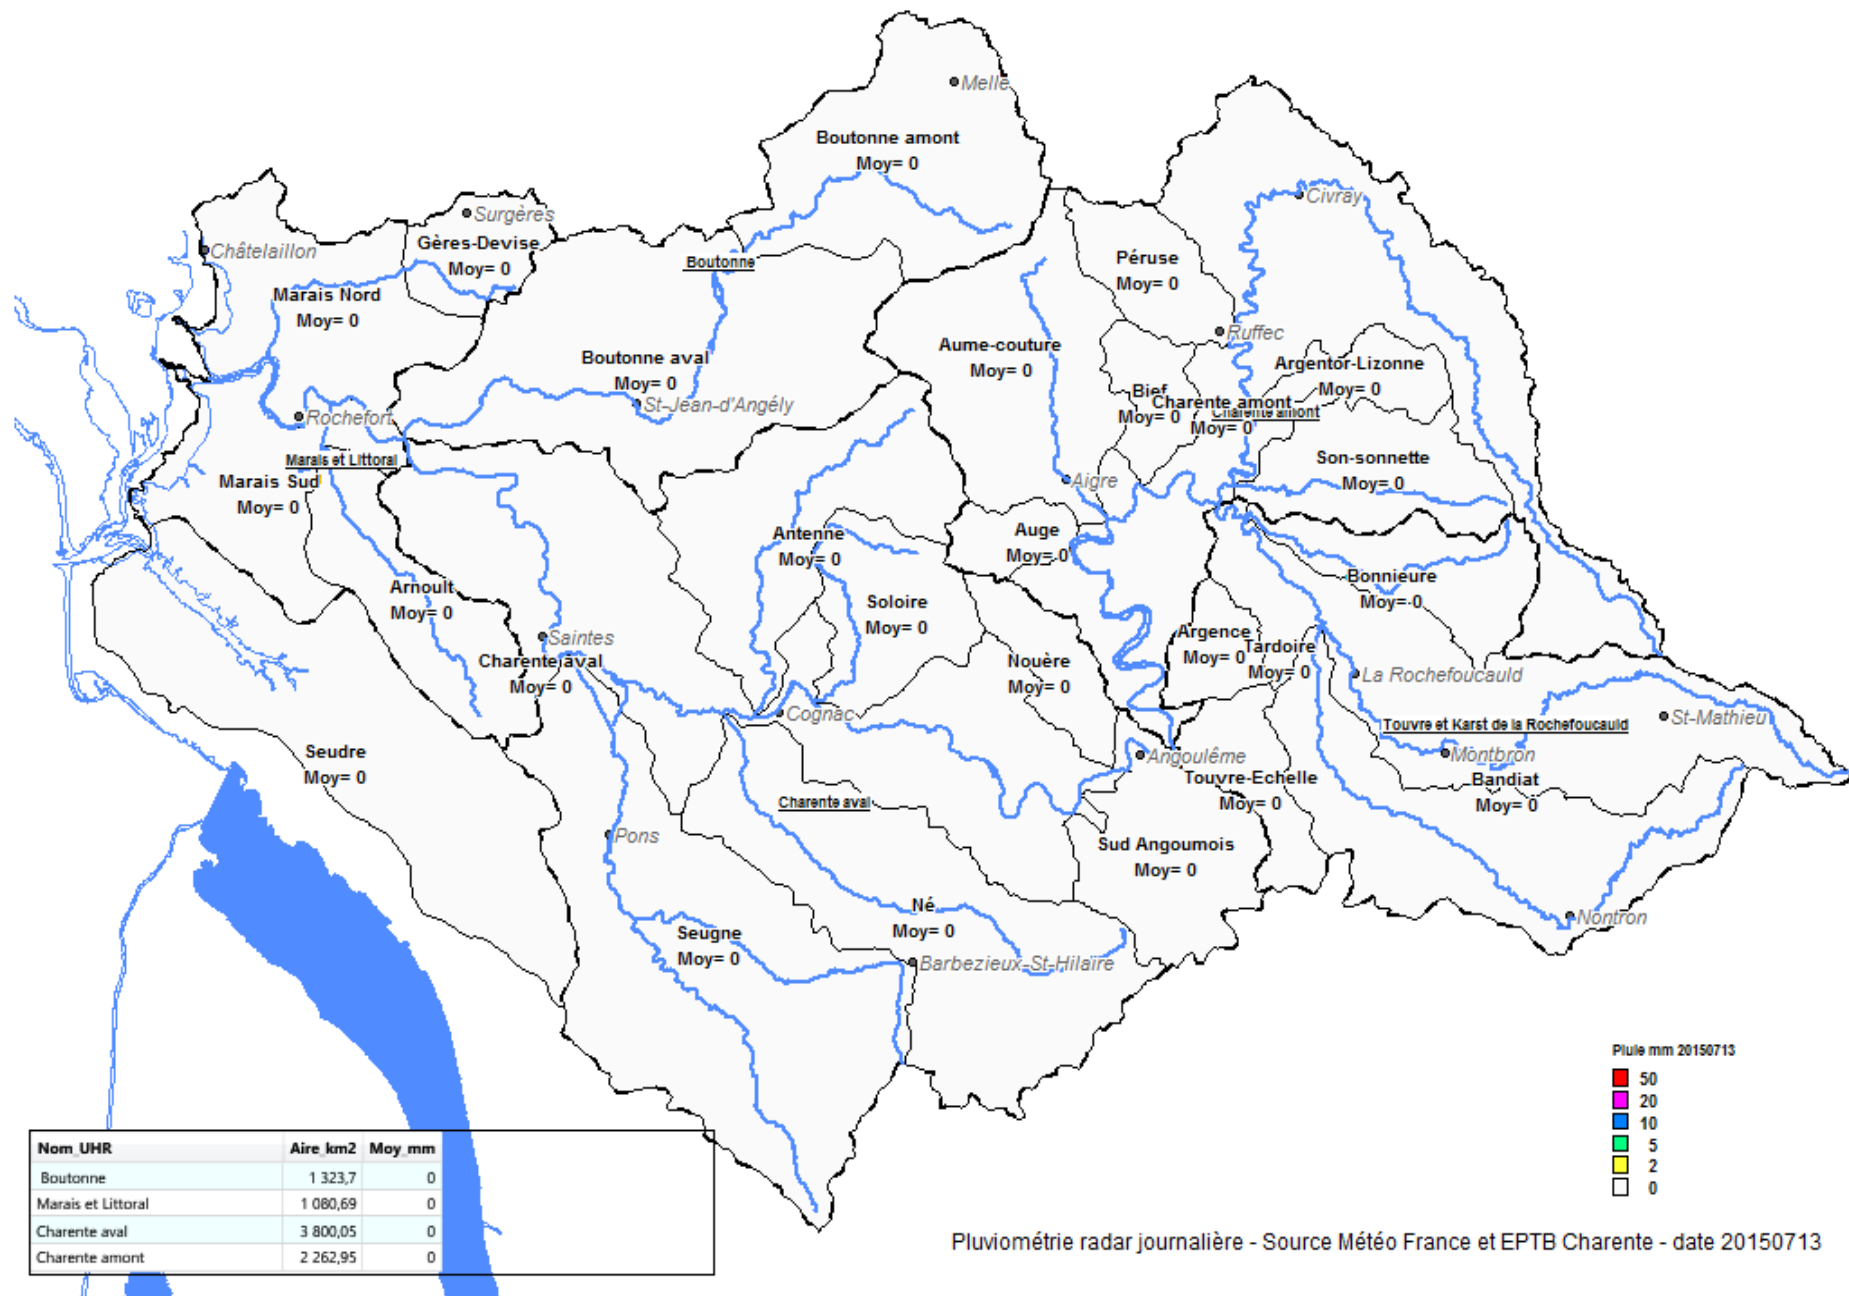 Melle
Boutonne amont
Moy= 0
Civray
Surgères
Gères-Devise
Moy= 0
Châtelaillon
Boutonne
Péruse
Moy= 0
Marais Nord
Moy= 0
Ruffec
Aume-couture
Moy= 0
Boutonne aval
Moy= 0
Argentor-Lizonne
Moy= 0
Bief
Moy= 0
Charente amont
Moy= 0
Charente amont
St-Jean-d'Angély
Rochefort
Marais et Littoral
Marais Sud
Moy= 0
Son-sonnette
Moy= 0
Aigre
Antenne
Moy= 0
Auge
Moy= 0
Arnoult
Moy= 0
Bonnieure
Moy= 0
Soloire
Moy= 0
Saintes
Charente aval
Moy= 0
Nouère
Moy= 0
Argence
Moy= 0
Tardoire
Moy= 0
La Rochefoucauld
Cognac
Touvre et Karst de la Rochefoucauld
St-Mathieu
Seudre
Moy= 0
Angoulême
Montbron
Touvre-Echelle
Moy= 0
Bandiat
Moy= 0
Charente aval
Pons
Sud Angoumois
Moy= 0
Né
Moy= 0
Nontron
Seugne
Moy= 0
Barbezieux-St-Hilaire
Pluie mm 20150713
50
20
10
5
2
0
Nom_UHR Aire_km2 Moy_mm
Boutonne 1 323,7 0
Marais et Littoral 1 080,69 0
Charente aval 3 800,05 0
Charente amont 2 262,95 0
Pluviométrie radar journalière - Source Météo France et EPTB Charente - date 20150713